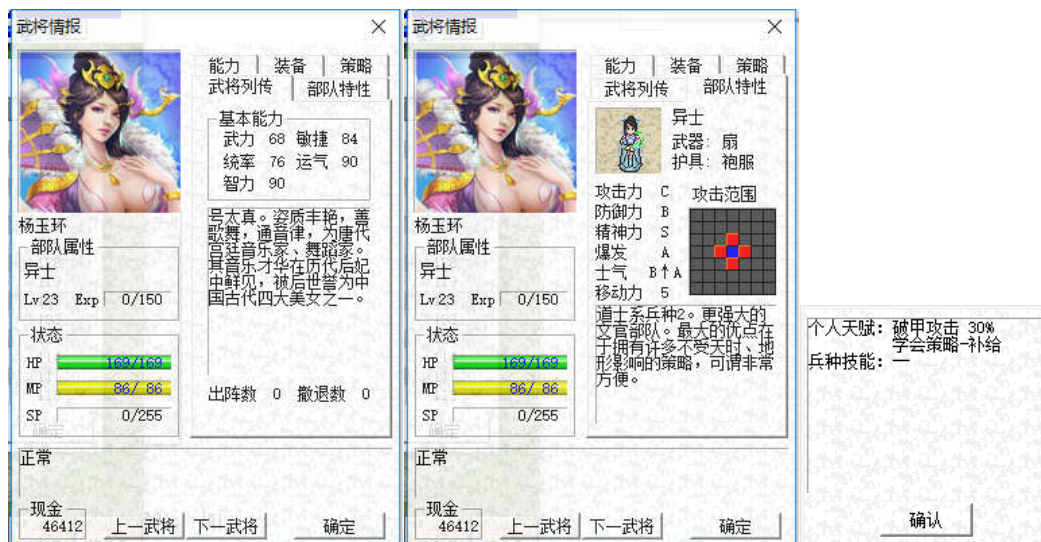 武将情报
能力 装备 策略
武将列传 部队特性
基本能力
武力 68 敏捷 84
统率 76 运气 90
智力 90
号太真。姿质丰艳，善
歌舞，通音律，为唐代
宫廷音乐家、舞蹈家。
其音乐才华在历代后妃
中鲜见，被后世誉为中
国古代四大美女之一。
出阵数 0 撤退数 0
杨玉环
部队属性
异士
Lv 23 Exp 0/150
状态
HP 169/169
MP 86/ 86
SP 0/255
正常
现金
46412
上一武将 下一武将 确定
武将情报
能力 装备 策略
武将列传 部队特性
异士
武器：扇
护具：袍服
攻击力 C 攻击范围
防御力 B
精神力 S
爆发 A
士气 B↑A
移动力 5
道士系兵种2。更强大的
文官部队。最大的优点在
于拥有许多不受天时、地
形影响的策略，可谓非常
方便。
杨玉环
部队属性
异士
Lv 23 Exp 0/150
状态
HP 169/169
MP 86/ 86
SP 0/255
正常
现金
46412
上一武将 下一武将 确定
个人天赋：破甲攻击 30%
学会策略-补给
兵种技能：一
确认